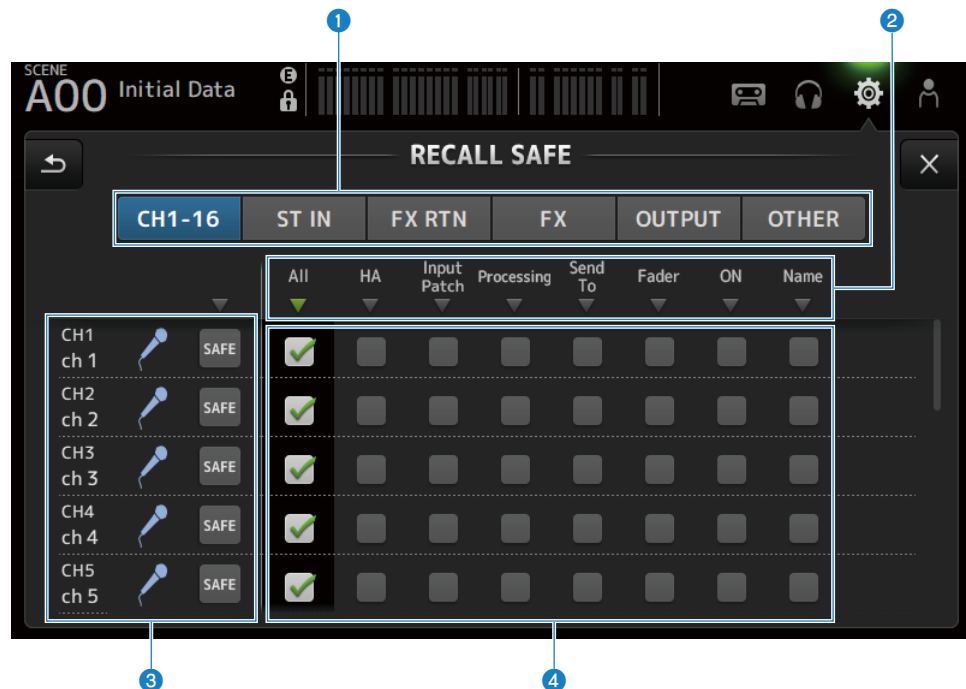 1 2
SCENE
A00 Initial Data E
RECALL SAFE
CH1-16 ST IN FX RTN FX OUTPUT OTHER
All HA Input Patch Processing Send To Fader ON Name
CH1
ch 1 SAFE
CH2
ch 2 SAFE
CH3
ch 3 SAFE
CH4
ch 4 SAFE
CH5
ch 5 SAFE
3 4